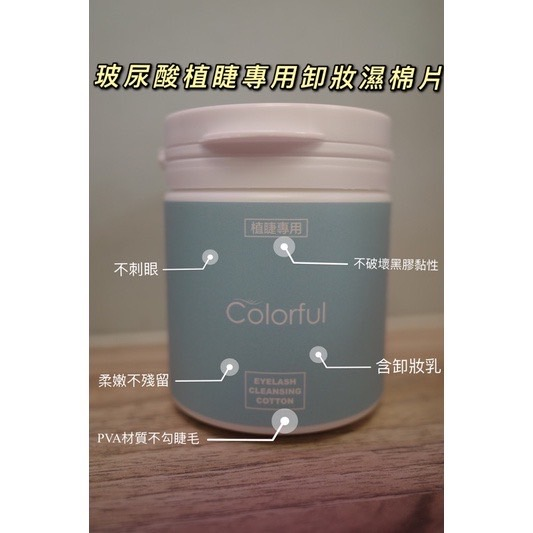 玻尿酸植睫專用卸妝濕棉片
植睫專用
不刺眼
不破壞黑膠黏性
Colorful
含卸妝乳
柔嫩不殘留
EYELASH
CLEANSING
COTTON
PVA材質不勾睫毛